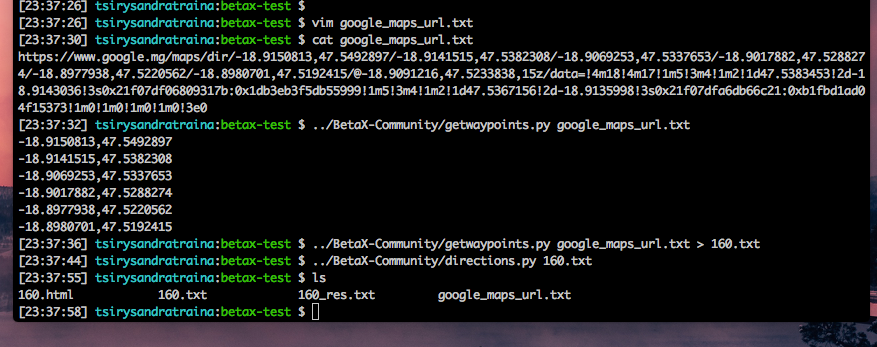 [23:37:26] tsirysandratraina:betax-test $
[23:37:26] tsirysandratraina:betax-test $ vim google_maps_url.txt
[23:37:30] tsirysandratraina:betax-test $ cat google_maps_url.txt
https://www.google.mg/maps/dir/-18.9150813,47.5492897/-18.9141515,47.5382308/-18.9069253,47.5337653/-18.9017882,47.528827
4/-18.8977938,47.5220562/-18.8980701,47.5192415/@-18.9091216,47.5233838,15z/data=!4m18!4m17!1m5!3m4!1m2!1d47.5383453!2d-1
8.9143036!3s0x21f07df06809317b:0x1db3eb3f5db55999!1m5!3m4!1m2!1d47.5367156!2d-18.9135998!3s0x21f07dfa6db66c21:0xb1fbd1ad0
4f15373!1m0!1m0!1m0!1m0!3e0
[23:37:32] tsirysandratraina:betax-test $ ../BetaX-Community/getwaypoints.py google_maps_url.txt
-18.9150813,47.5492897
-18.9141515,47.5382308
-18.9069253,47.5337653
-18.9017882,47.5288274
-18.8977938,47.5220562
-18.8980701,47.5192415
[23:37:36] tsirysandratraina:betax-test $ ../BetaX-Community/getwaypoints.py google_maps_url.txt > 160.txt
[23:37:44] tsirysandratraina:betax-test $ ../BetaX-Community/directions.py 160.txt
[23:37:55] tsirysandratraina:betax-test $ ls
160.html 160.txt 160_res.txt google_maps_url.txt
[23:37:58] tsirysandratraina:betax-test $